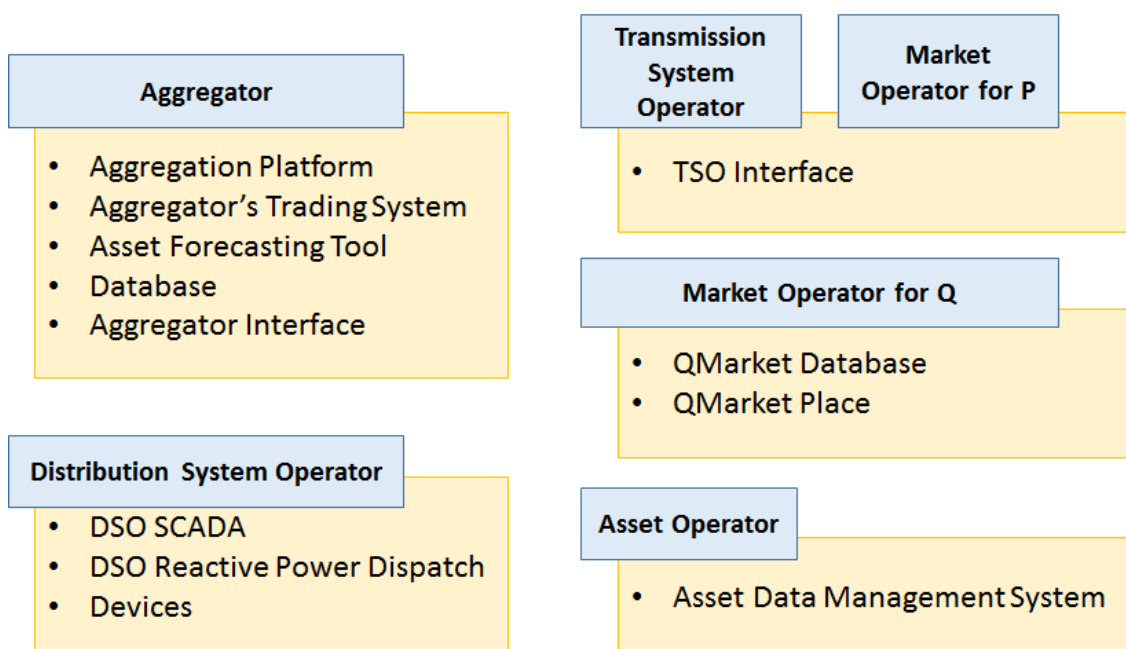 Aggregator
• Aggregation Platform
• Aggregator's Trading System
• Asset Forecasting Tool
• Database
• Aggregator Interface
Distribution System Operator
• DSO SCADA
• DSO Reactive Power Dispatch
• Devices
Transmission
System
Operator
Market
Operator for P
• TSO Interface
Market Operator for Q
• QMarket Database
• QMarket Place
Asset Operator
• Asset Data Management System